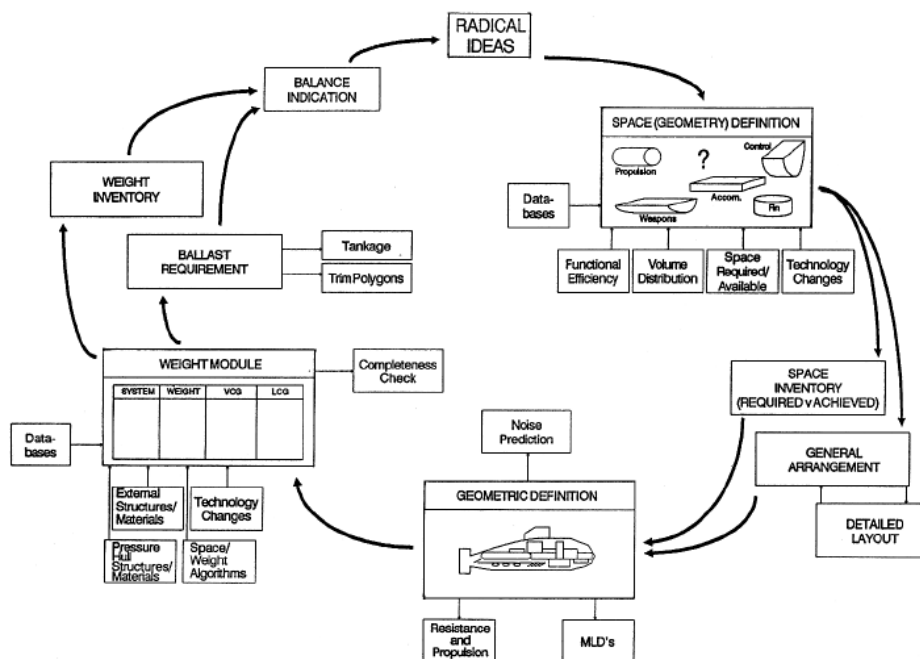 RADICAL
IDEAS
BALANCE
INDICATION
SPACE (GEOMETRY) DEFINITION
Propulsion
?
Control
Accom.
Weapons
Fin
Data-
bases
Functional
Efficiency
Volume
Distribution
Space
Required/
Available
Technology
Changes
WEIGHT
INVENTORY
BALLAST
REQUIREMENT
Tankage
Trim Polygons
WEIGHT MODULE
SYSTEM
WEIGHT
VCG
LCG
Completeness
Check
Data-
bases
External
Structures/
Materials
Technology
Changes
Pressure
Hull
Structures/
Materials
Space/
Weight
Algorithms
SPACE
INVENTORY
(REQUIRED v ACHIEVED)
GENERAL
ARRANGEMENT
DETAILED
LAYOUT
Noise
Prediction
GEOMETRIC DEFINITION
Resistance
and
Propulsion
MLD's